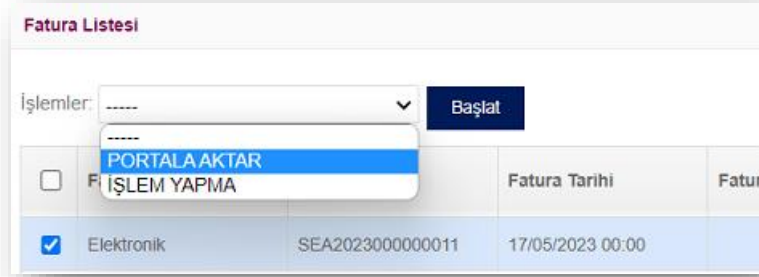 Fatura Listesi
İşlemler: ----- Başlat
-----
PORTALA AKTAR
İŞLEM YAPMA
Fatura Tarihi
Elektronik SEA2023000000011 17/05/2023 00:00